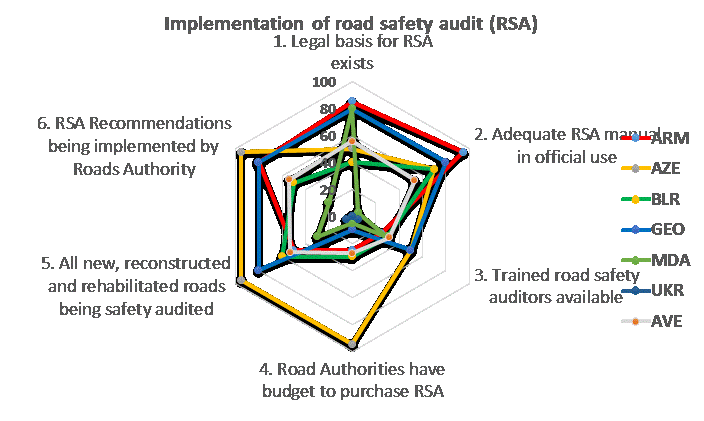 Implementation of road safety audit (RSA)
1. Legal basis for RSA
exists
100
80
60
40
20
0
2. Adequate RSA manual
in official use
3. Trained road safety
auditors available
4. Road Authorities have
budget to purchase RSA
5. All new, reconstructed
and rehabilitated roads
being safety audited
6. RSA Recommendations
being implemented by
Roads Authority
ARM
AZE
BLR
GEO
MDA
UKR
AVE